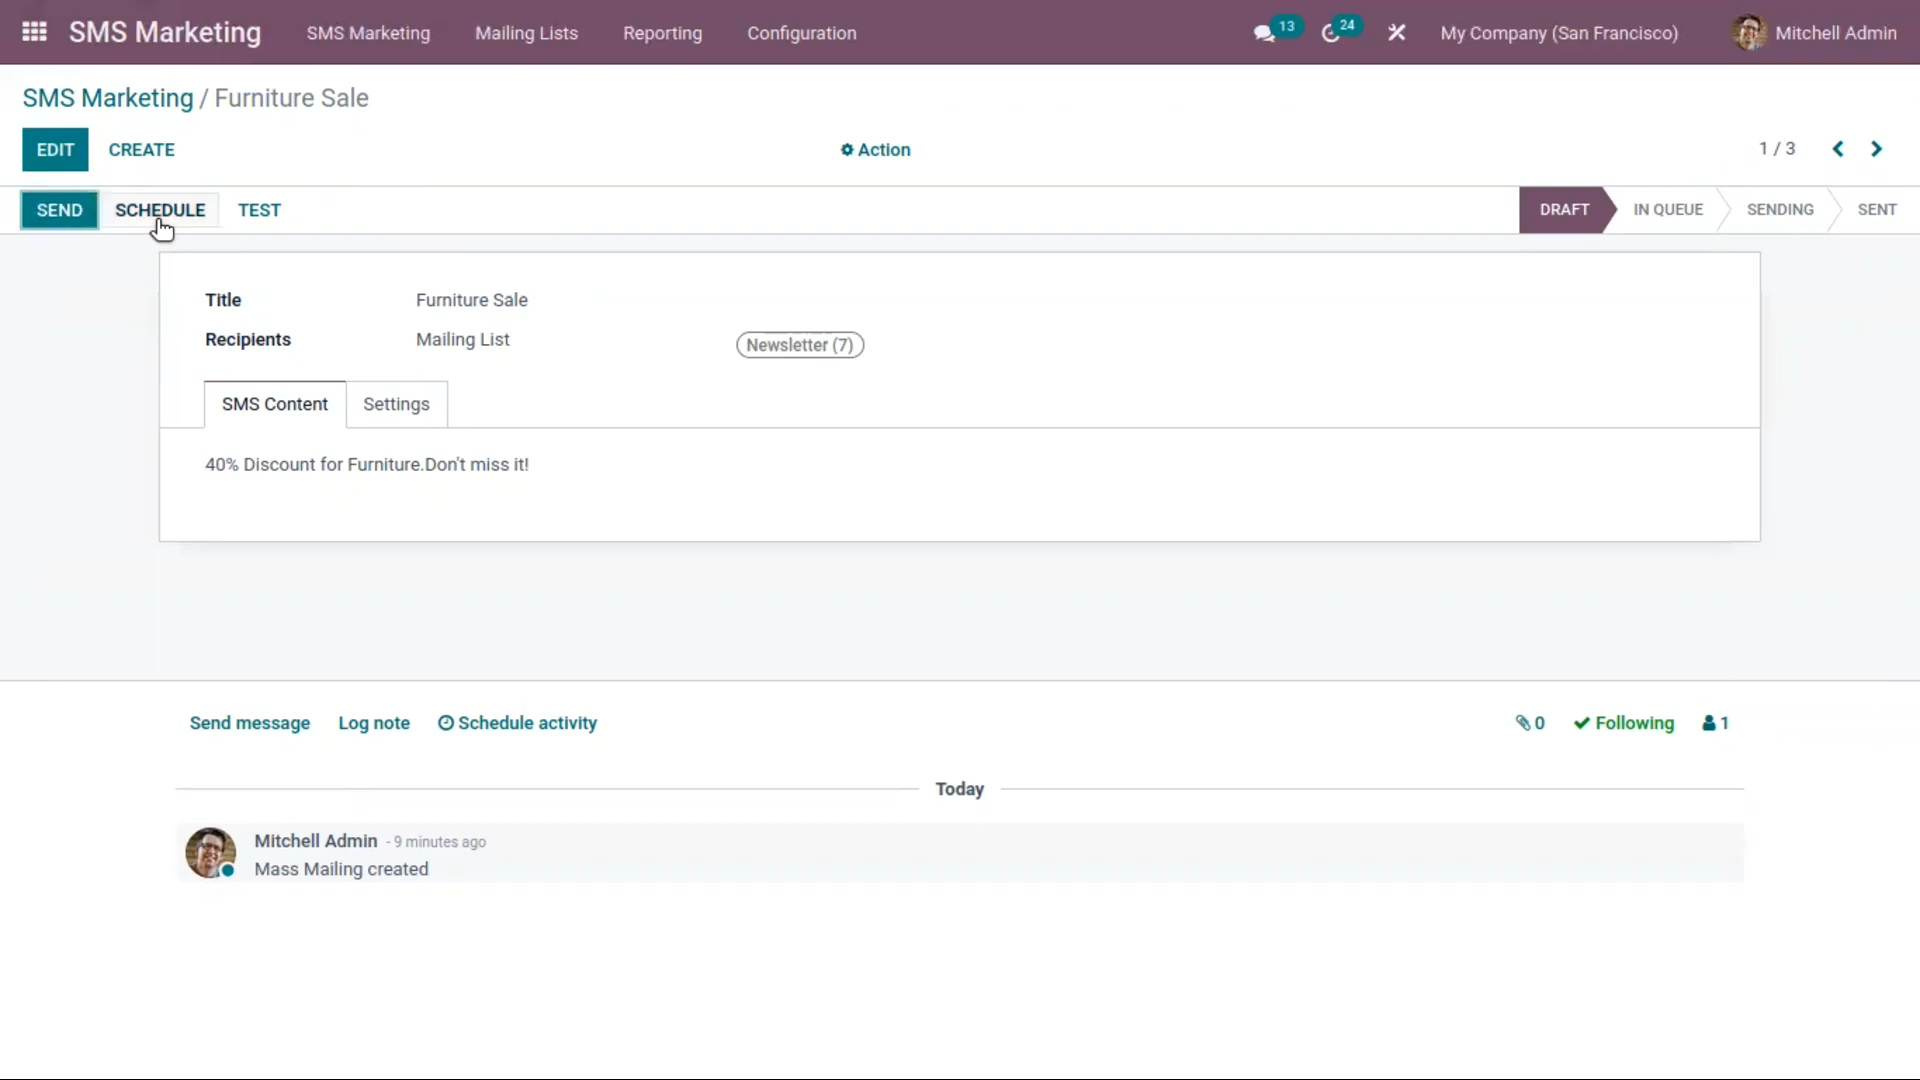 SMS Marketing SMS Marketing Mailing Lists Reporting Configuration 13 24 My Company (San Francisco) Mitchell Admin
SMS Marketing / Furniture Sale
EDIT CREATE Action 1 / 3
SEND SCHEDULE TEST DRAFT IN QUEUE SENDING SENT
Title Furniture Sale
Recipients Mailing List Newsletter (7)
SMS Content Settings
40% Discount for Furniture.Don't miss it!
Send message Log note Schedule activity 0 Following 1
Today
Mitchell Admin - 9 minutes ago
Mass Mailing created